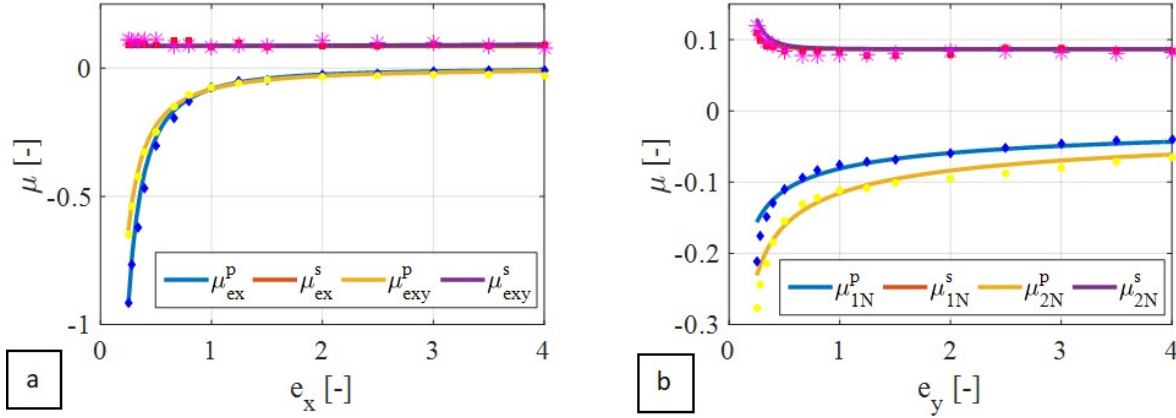 0
-0.5
-1
μ [-]
0 1 2 3 4
e_x [-]
μ^p_ex μ^s_ex μ^p_exy μ^s_exy
a
0.1
0
-0.1
-0.2
-0.3
μ [-]
0 1 2 3 4
e_y [-]
μ^p_1N μ^s_1N μ^p_2N μ^s_2N
b